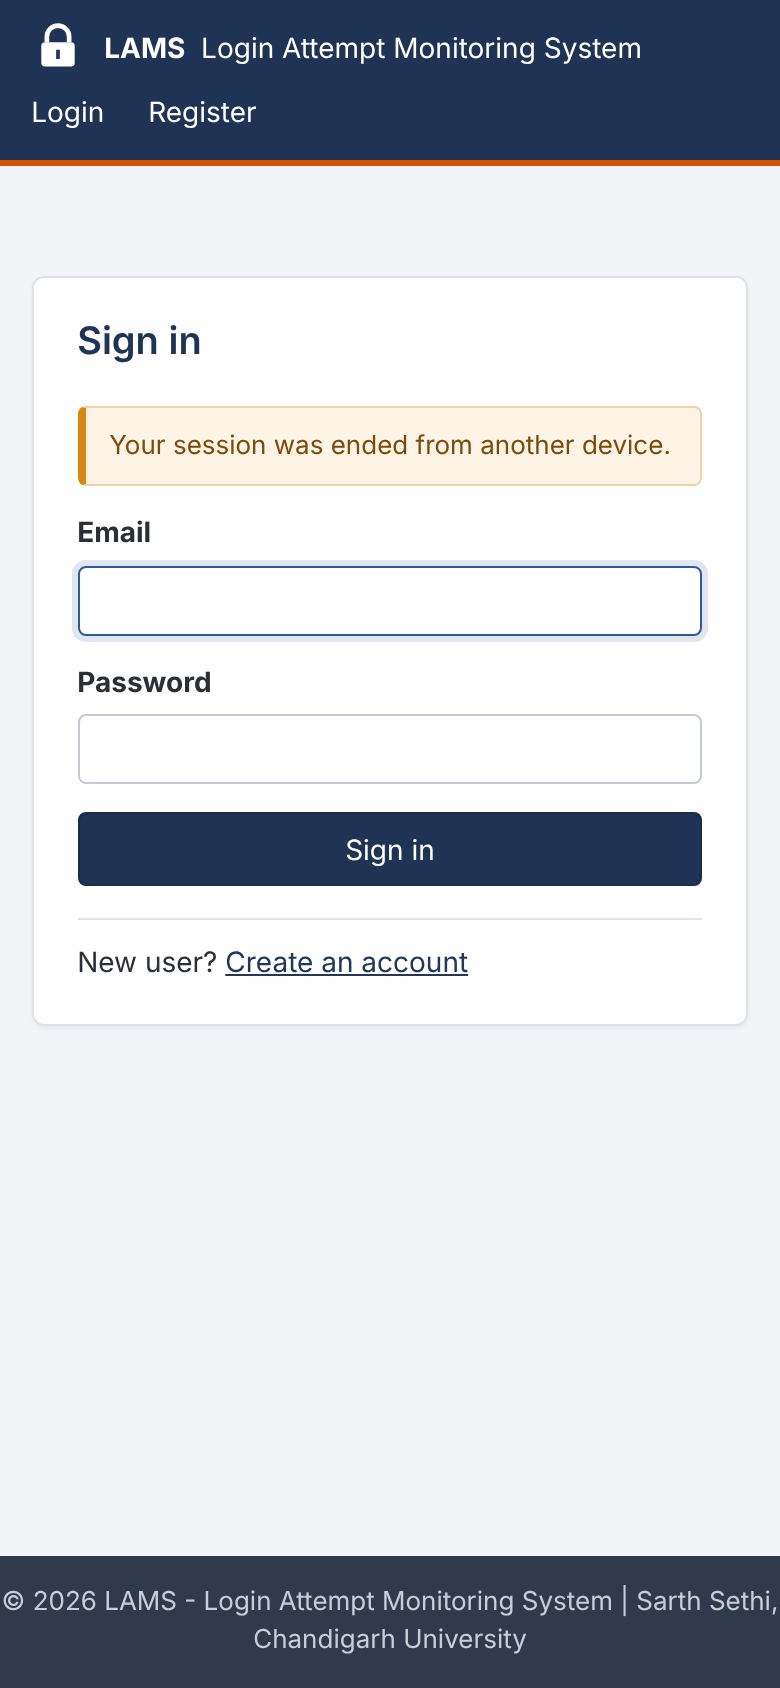 LAMS Login Attempt Monitoring System
Login Register
Sign in
Your session was ended from another device.
Email
Password
Sign in
New user? Create an account
© 2026 LAMS - Login Attempt Monitoring System | Sarth Sethi,
Chandigarh University